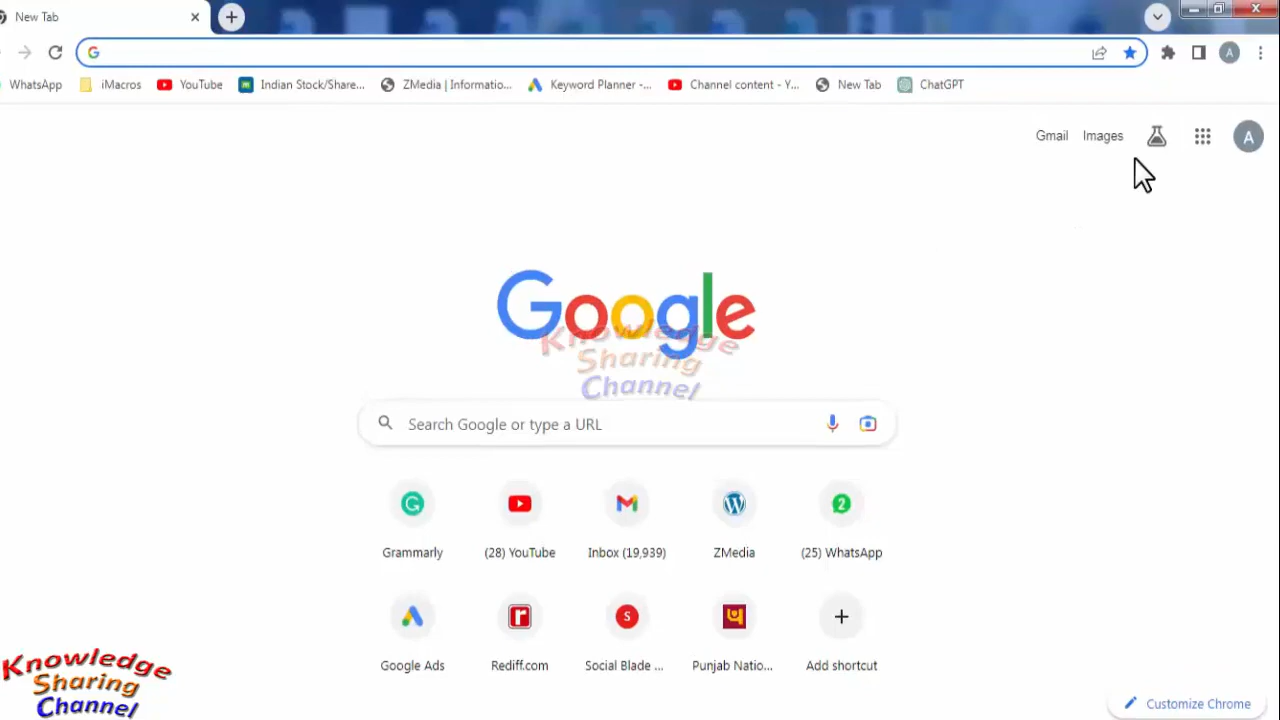 New Tab
WhatsApp
iMacros
YouTube
Indian Stock/Share...
ZMedia | Informatio...
Keyword Planner -...
Channel content - Y...
New Tab
ChatGPT
A
Gmail
Images
A
Google
Knowledge
Sharing
Channel
Search Google or type a URL
Grammarly
(28) YouTube
Inbox (19,939)
ZMedia
(25) WhatsApp
Google Ads
Rediff.com
Social Blade ...
Punjab Natio...
Add shortcut
Knowledge
Sharing
Channel
Customize Chrome